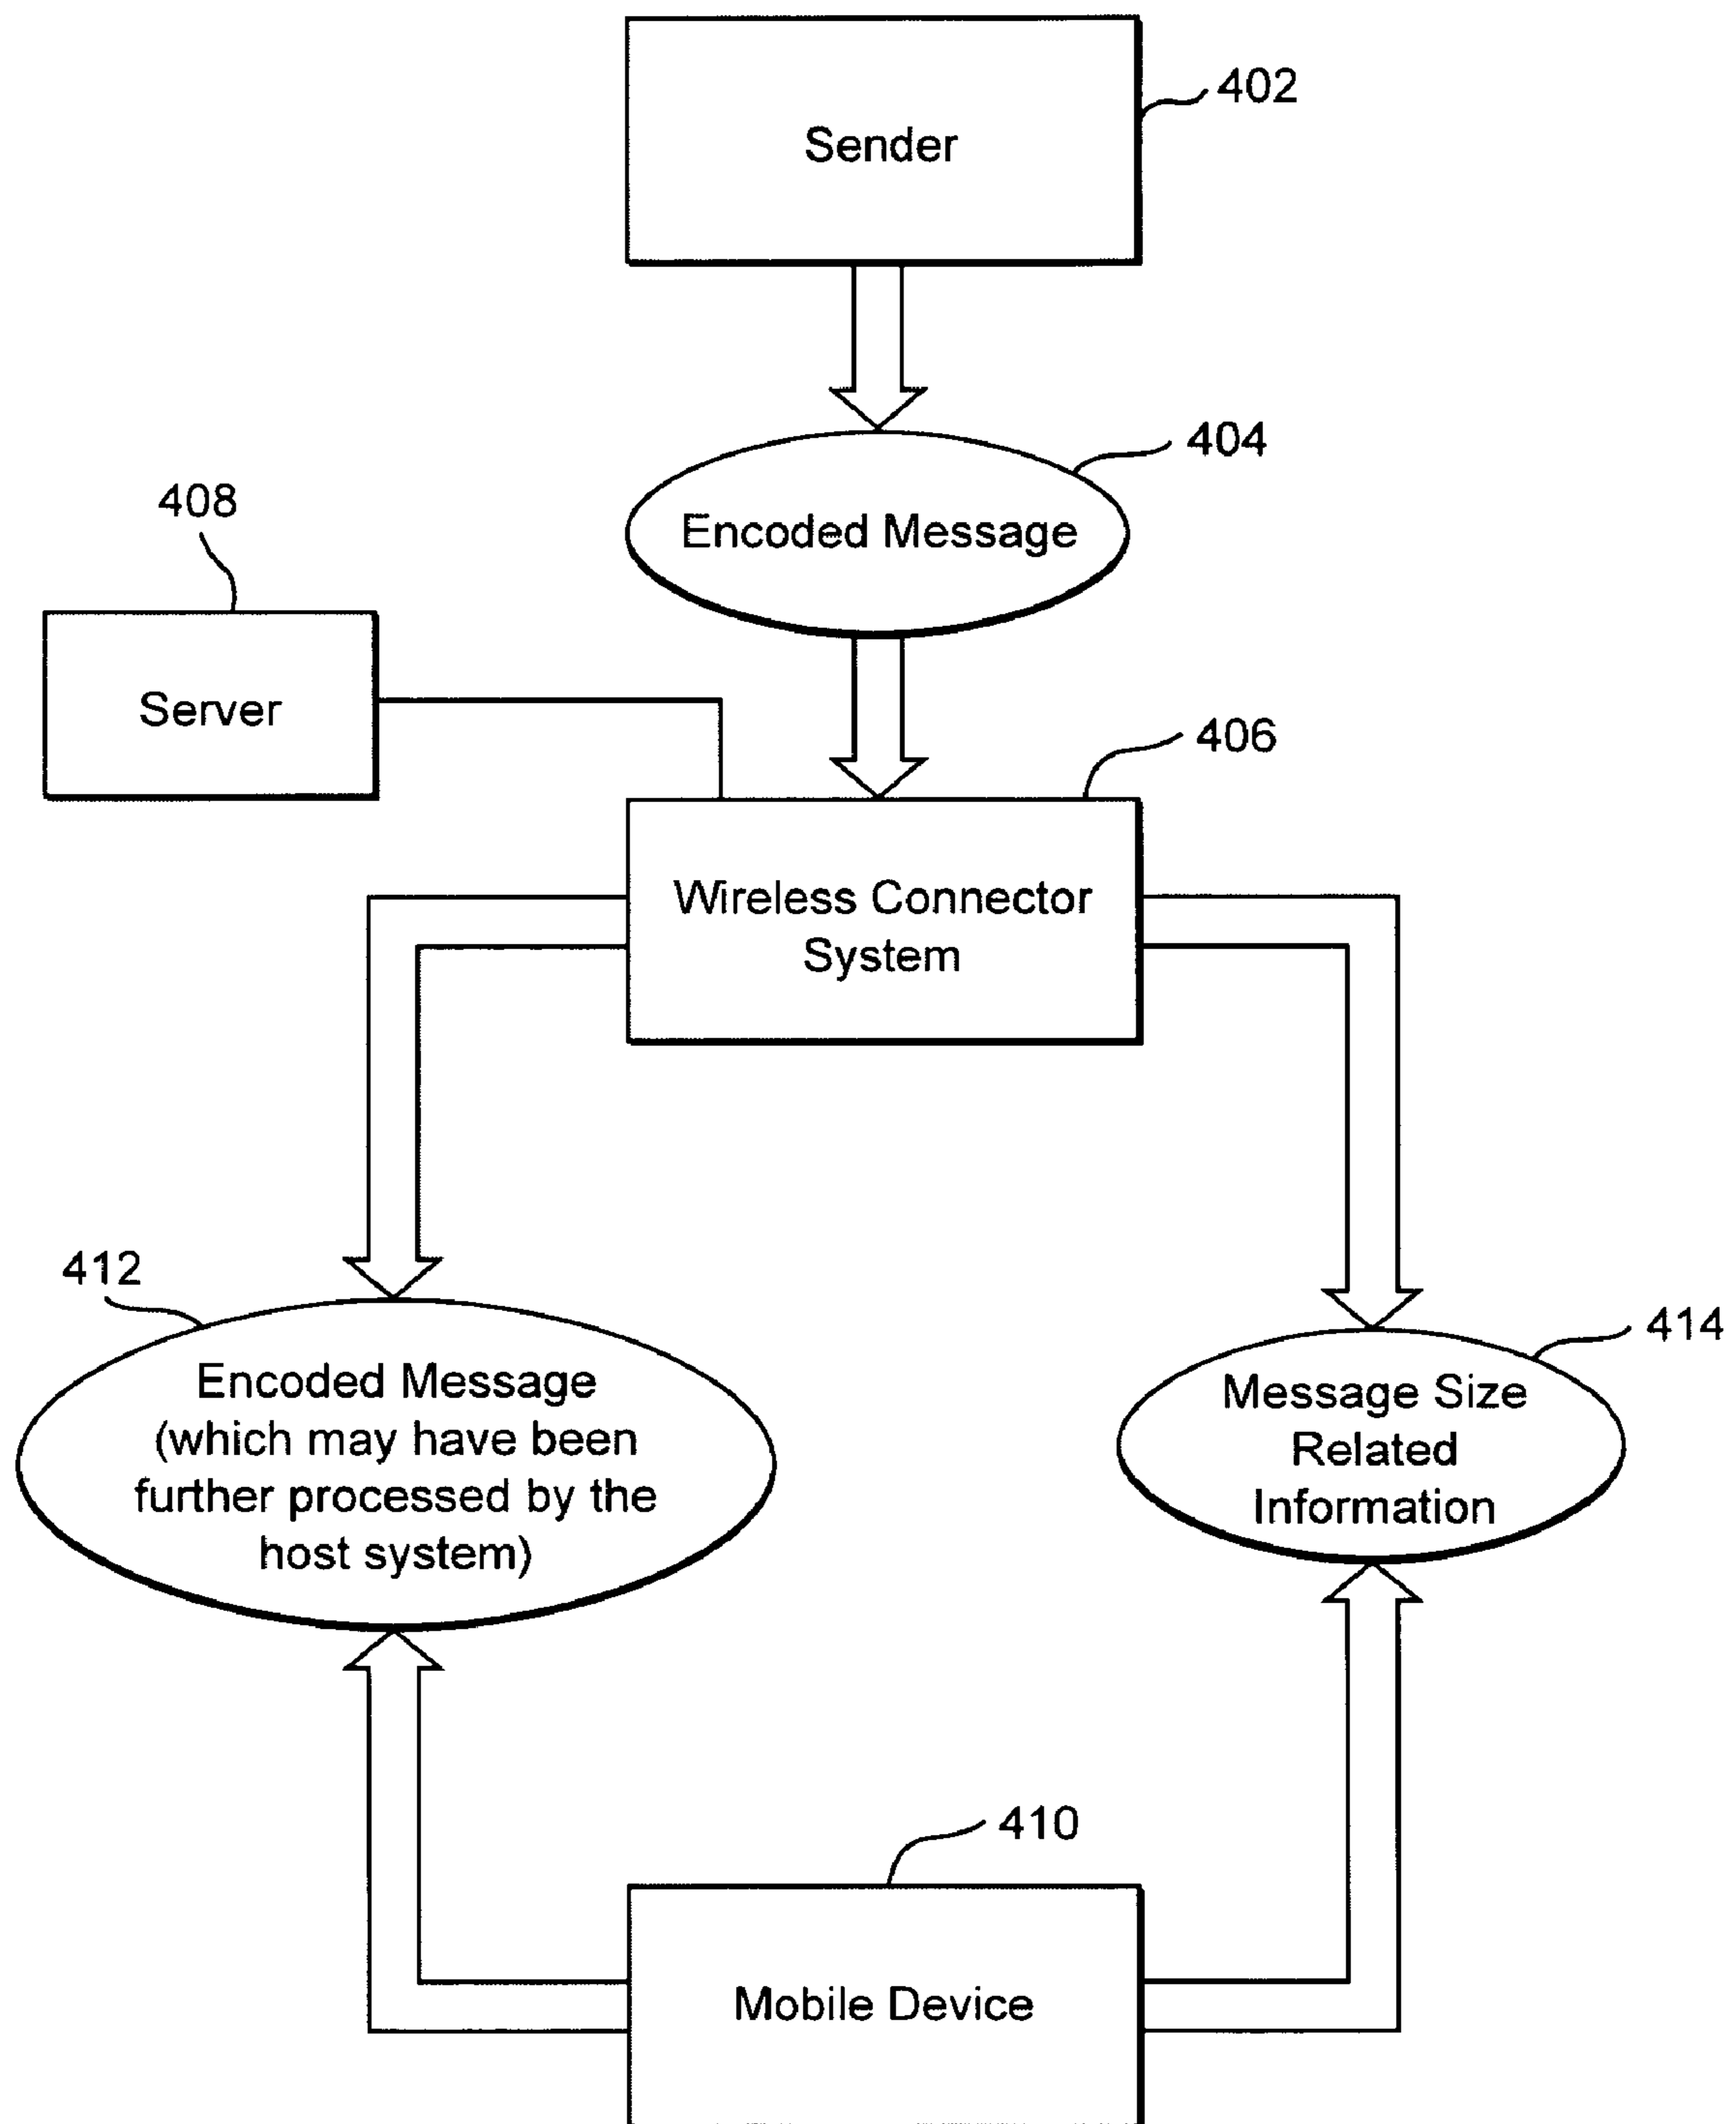 402
Sender
404
Encoded Message
408
Server
406
Wireless Connector
System
412
Encoded Message
(which may have been
further processed by the
host system)
414
Message Size
Related
Information
410
Mobile Device